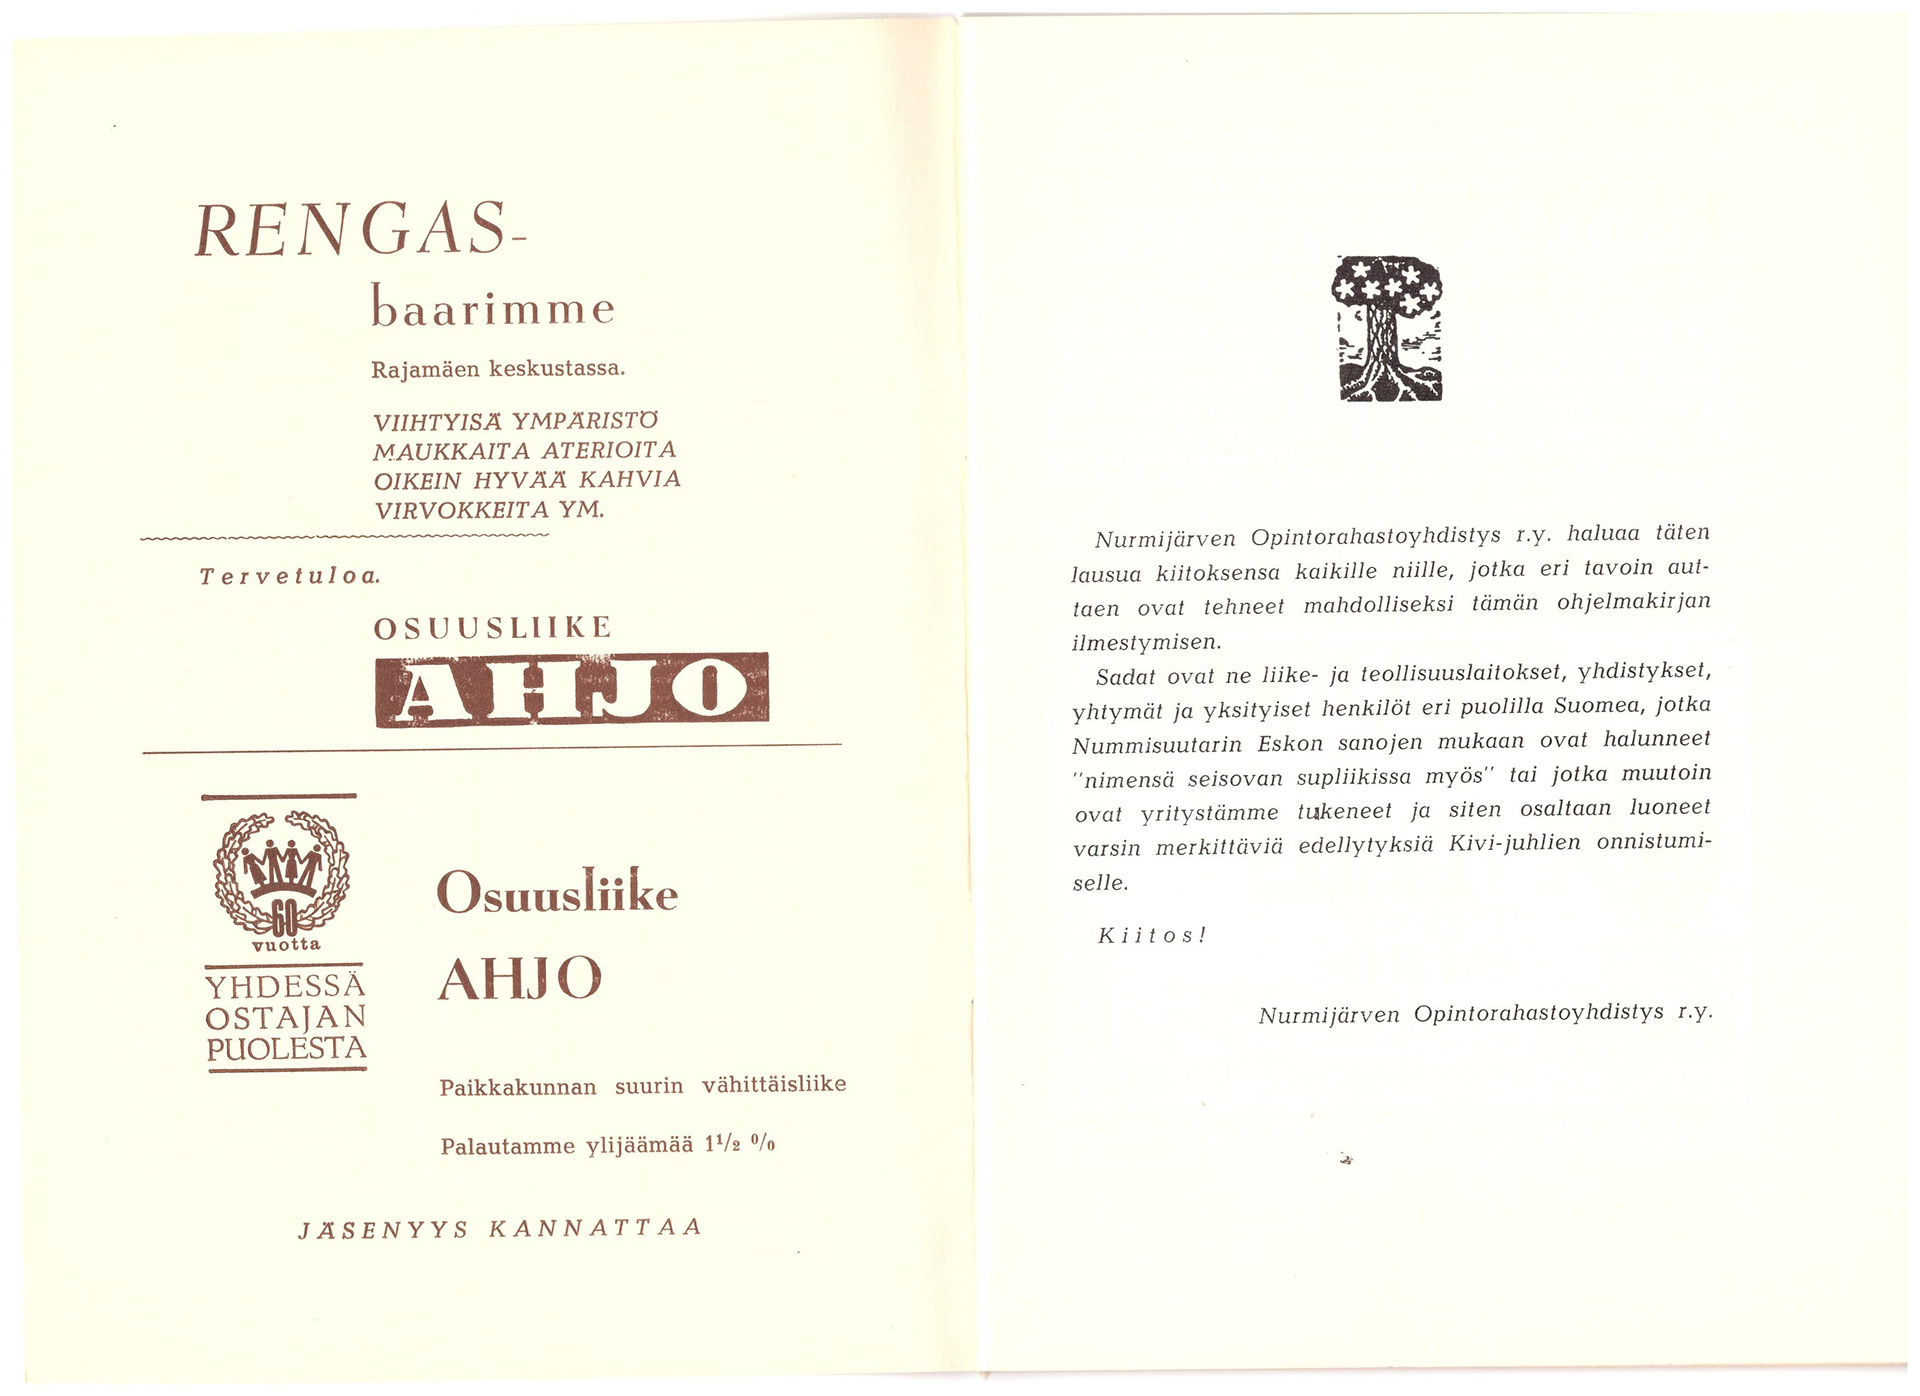 RENGAS-
baarimme
Rajamäen keskustassa.
VIIHTYISÄ YMPÄRISTÖ
MAUKKAITA ATERIOITA
OIKEIN HYVÄÄ KAHVIA
VIRVOKKEITA YM.
Tervetuloa.
OSUUSLIIKE
AHJO
60
vuotta
YHDESSÄ
OSTAJAN
PUOLESTA
Osuusliike
AHJO
Paikkakunnan suurin vähittäisliike
Palautamme ylijäämää 1½ %
JÄSENYYS KANNATTAA
Nurmijärven Opintorahastoyhdistys r.y. haluaa täten
lausua kiitoksensa kaikille niille, jotka eri tavoin aut-
taen ovat tehneet mahdolliseksi tämän ohjelmakirjan
ilmestymisen.
Sadat ovat ne liike- ja teollisuuslaitokset, yhdistykset,
yhtymät ja yksityiset henkilöt eri puolilla Suomea, jotka
Nummisuutarin Eskon sanojen mukaan ovat halunneet
"nimensä seisovan supliikissa myös" tai jotka muutoin
ovat yritystämme tukeneet ja siten osaltaan luoneet
varsin merkittäviä edellytyksiä Kivi-juhlien onnistumi-
selle.
Kiitos!
Nurmijärven Opintorahastoyhdistys r.y.